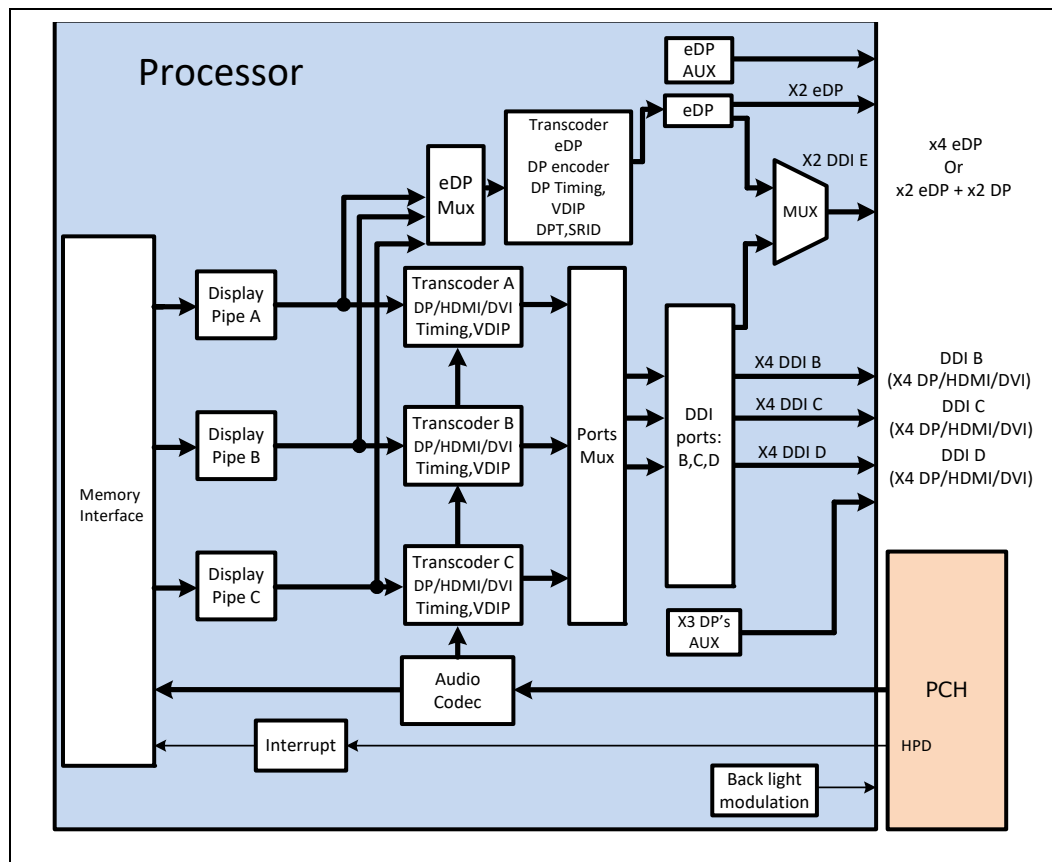 Processor
eDP
AUX
X2 eDP
eDP
Transcoder
eDP
DP encoder
DP Timing,
VDIP
DPT,SRID
eDP
Mux
X2 DDI E
MUX
x4 eDP
Or
x2 eDP + x2 DP
Memory
Interface
Display
Pipe A
Transcoder A
DP/HDMI/DVI
Timing,VDIP
Display
Pipe B
Transcoder B
DP/HDMI/DVI
Timing,VDIP
Display
Pipe C
Transcoder C
DP/HDMI/DVI
Timing,VDIP
Ports
Mux
DDI
ports:
B,C,D
X4 DDI B
X4 DDI C
X4 DDI D
DDI B
(X4 DP/HDMI/DVI)
DDI C
(X4 DP/HDMI/DVI)
DDI D
(X4 DP/HDMI/DVI)
X3 DP's
AUX
Audio
Codec
PCH
HPD
Interrupt
Back light
modulation